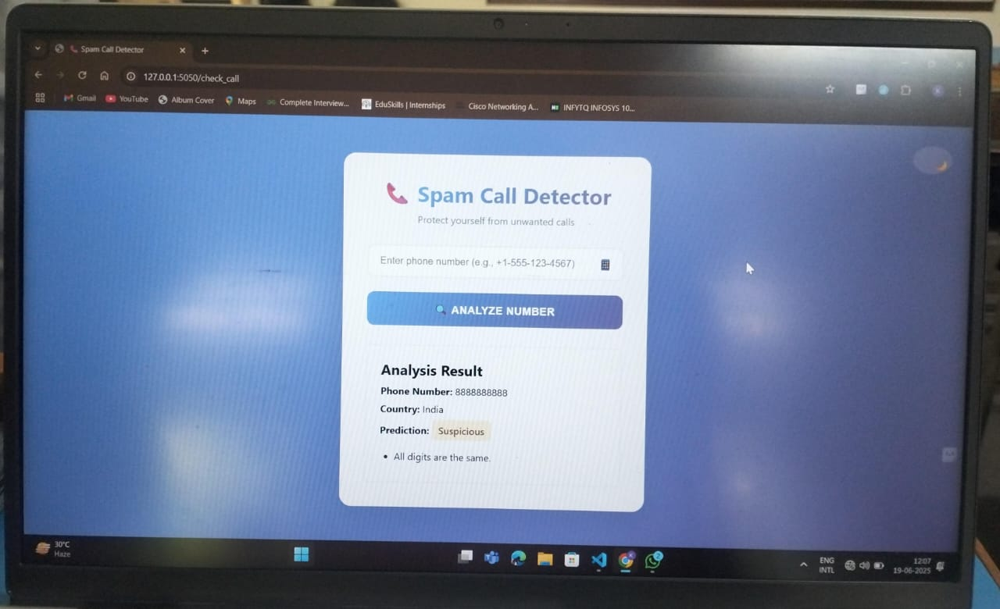 Spam Call Detector
127.0.0.1:5050/check_call
Gmail YouTube Album Cover Maps Complete Interview... EduSkills | Internships Cisco Networking A... INFYTQ INFOSYS 10...
Spam Call Detector
Protect yourself from unwanted calls
Enter phone number (e.g., +1-555-123-4567)
ANALYZE NUMBER
Analysis Result
Phone Number: 8888888888
Country: India
Prediction: Suspicious
• All digits are the same.
30°C
Haze
ENG
INTL
12:07
19-06-2025